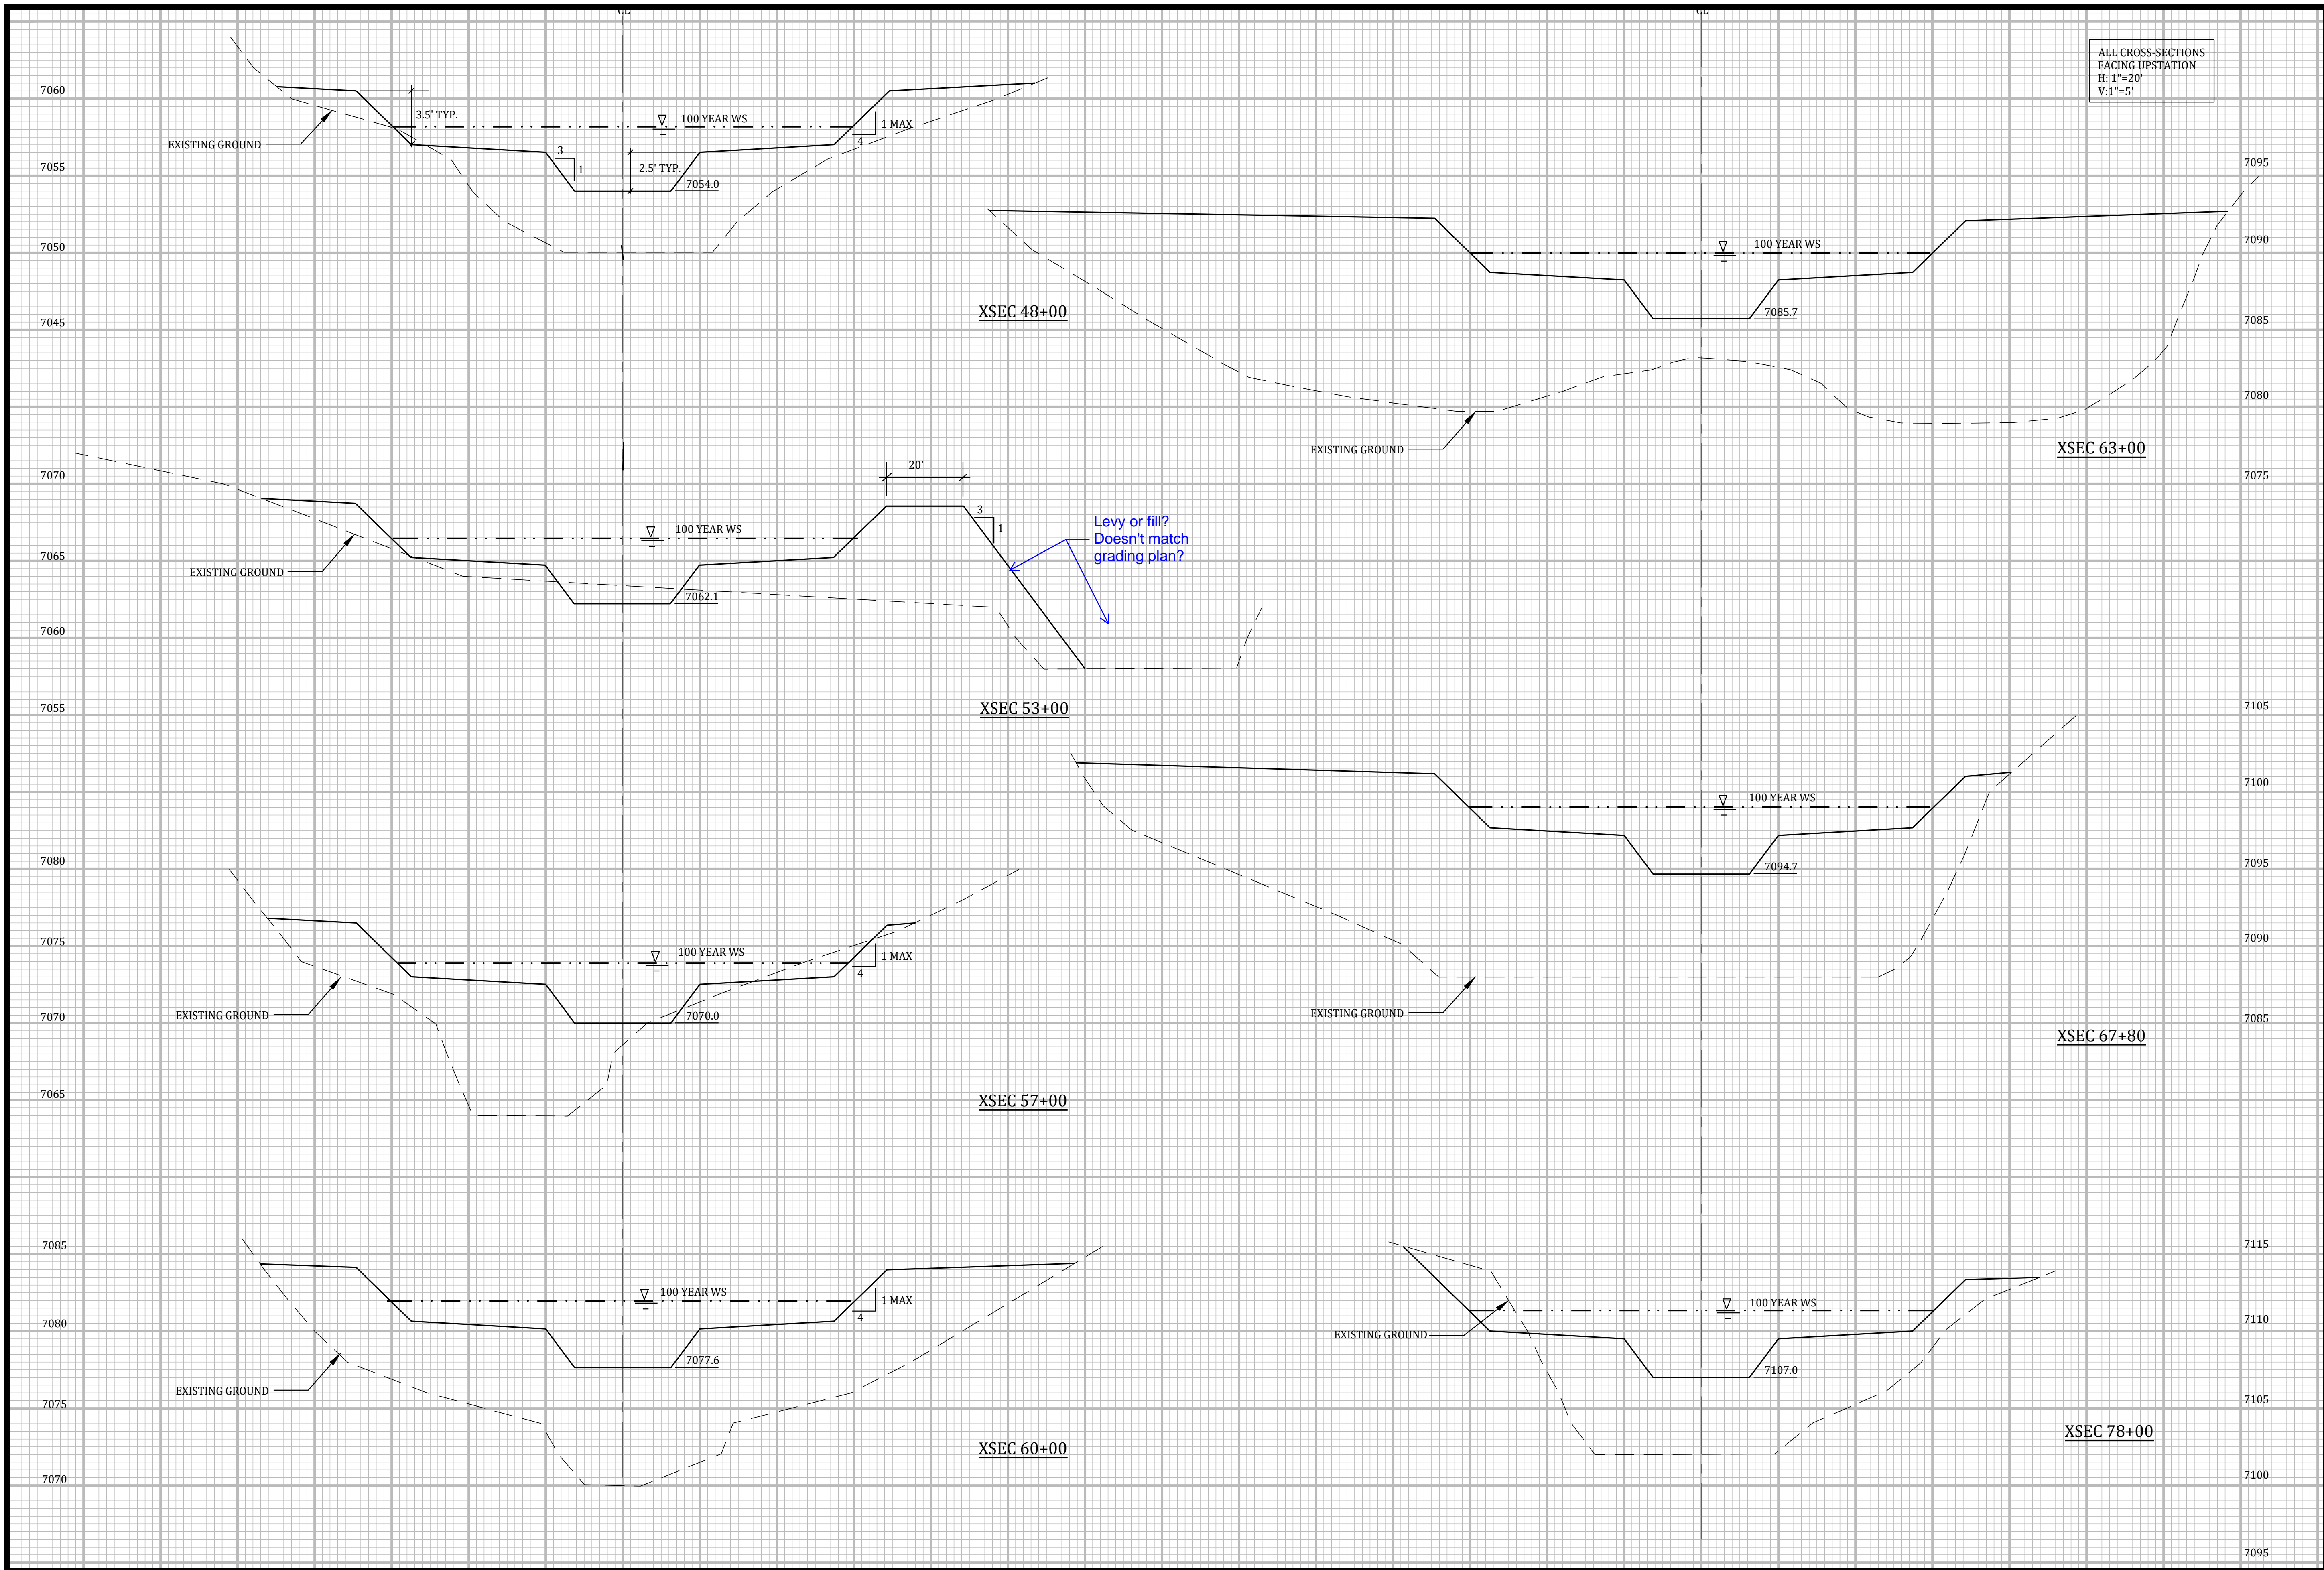 ALL CROSS-SECTIONS
FACING UPSTATION
H: 1"=20'
V:1"=5'
7060
7055
7050
7045
3.5' TYP.
100 YEAR WS
1 MAX
4
EXISTING GROUND
3
1
2.5' TYP.
7054.0
XSEC 48+00
7070
7065
7060
7055
20'
3
1
100 YEAR WS
Levy or fill?
Doesn't match
grading plan?
EXISTING GROUND
7062.1
XSEC 53+00
7080
7075
7070
7065
100 YEAR WS
1 MAX
4
EXISTING GROUND
7070.0
XSEC 57+00
7085
7080
7075
7070
100 YEAR WS
1 MAX
4
7077.6
EXISTING GROUND
XSEC 60+00
7095
7090
7085
7080
7075
100 YEAR WS
7085.7
EXISTING GROUND
XSEC 63+00
7105
7100
7095
7090
7085
100 YEAR WS
7094.7
EXISTING GROUND
XSEC 67+80
7115
7110
7105
7100
7095
100 YEAR WS
EXISTING GROUND
7107.0
XSEC 78+00